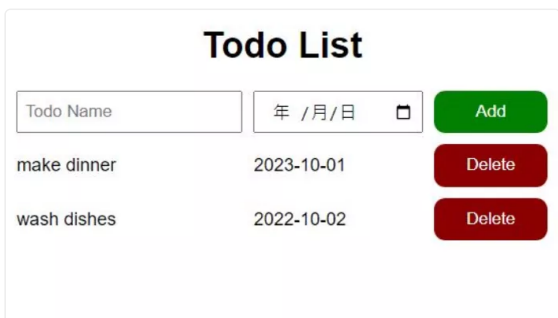 Todo List
Todo Name 年 /月/日 Add
make dinner 2023-10-01 Delete
wash dishes 2022-10-02 Delete